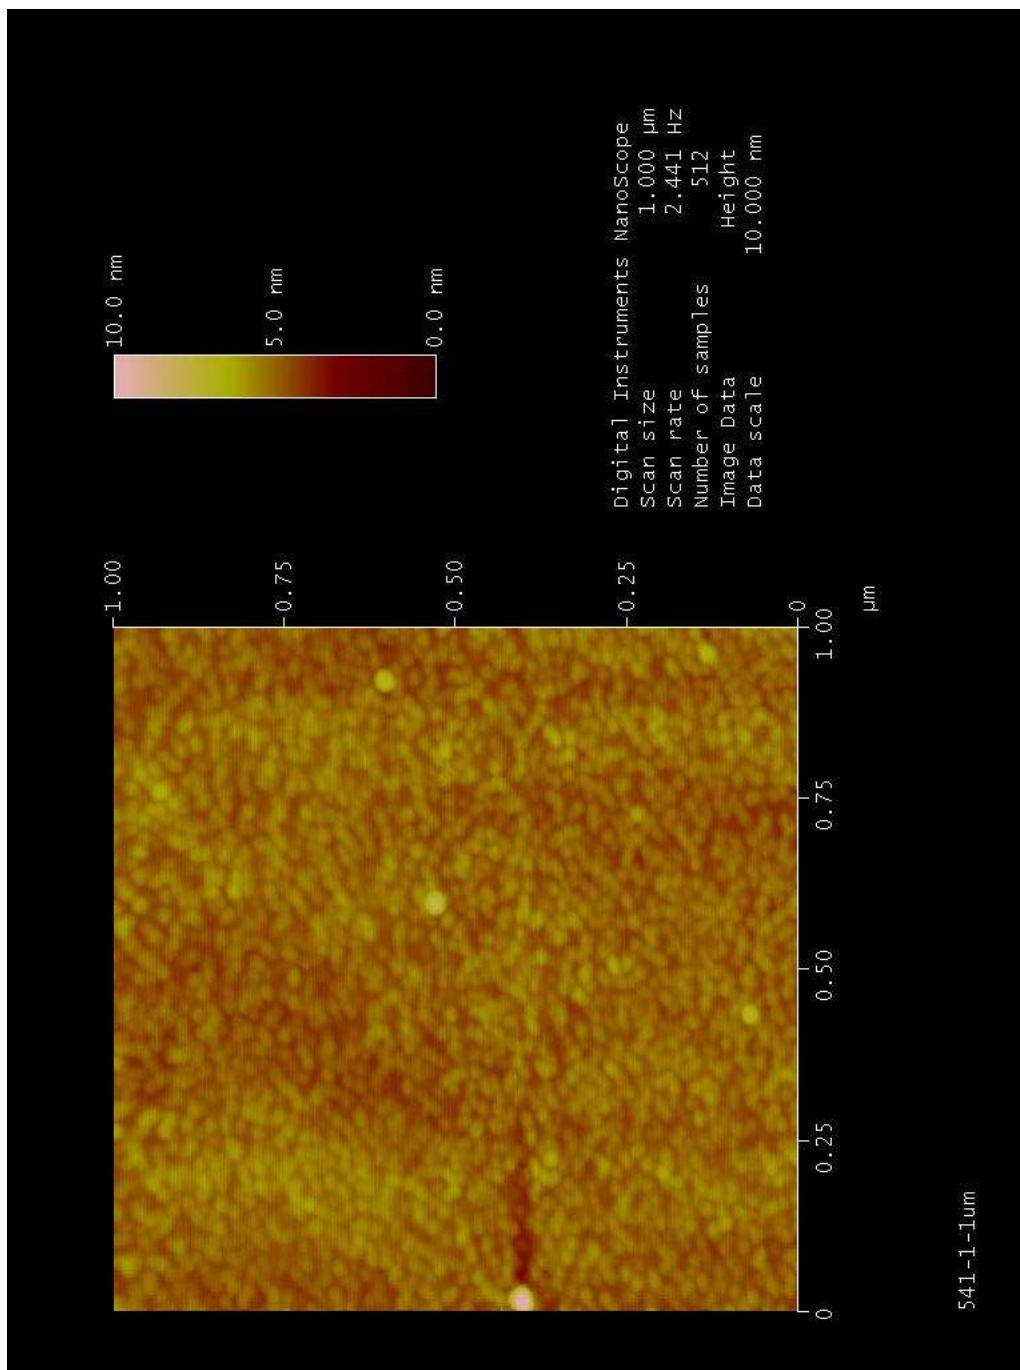 10.0 nm
5.0 nm
0.0 nm
Digital Instruments NanoScope
Scan size 1.000 µm
Scan rate 2.441 Hz
Number of samples 512
Image Data Height
Data scale 10.000 nm
1.00
0.75
0.50
0.25
0
0 0.25 0.50 0.75 1.00
µm
541-1-1um